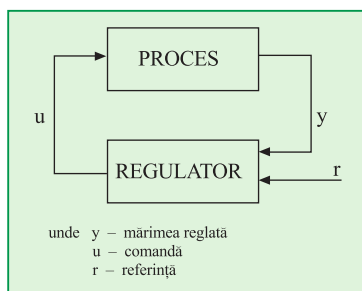 PROCES
u
y
REGULATOR
r
unde y – mărimea reglată
u – comandă
r – referință